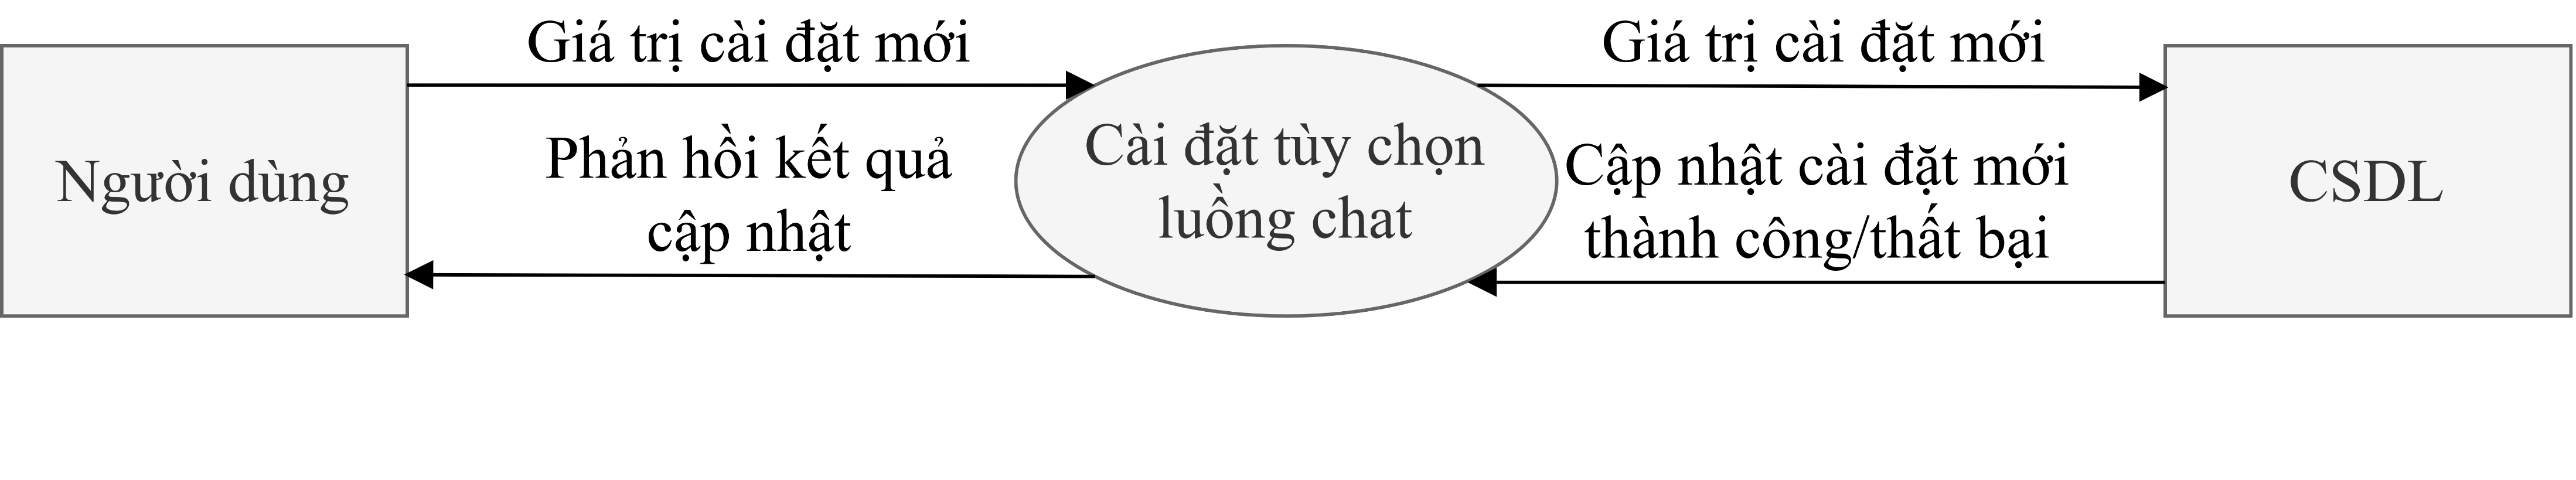 Giá trị cài đặt mới
Giá trị cài đặt mới
Người dùng
Phản hồi kết quả
cập nhật
Cài đặt tùy chọn
luồng chat
Cập nhật cài đặt mới
thành công/thất bại
CSDL